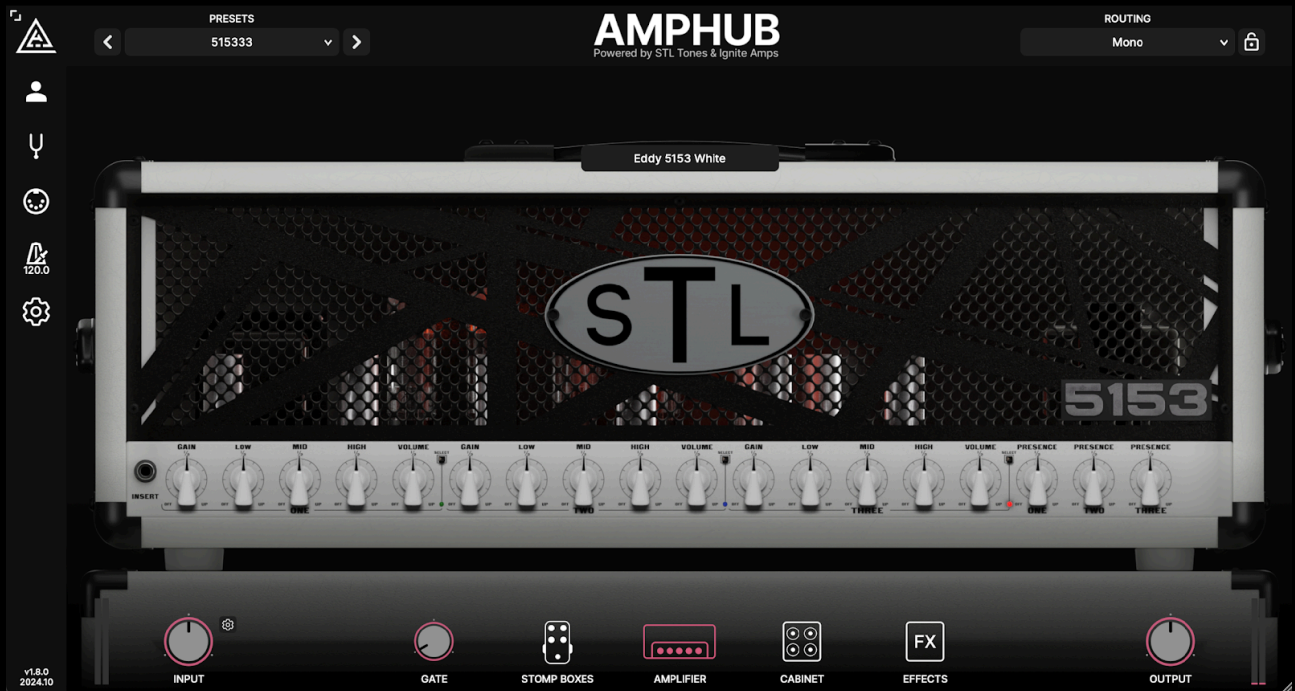 PRESETS
515333
AMPHUB
Powered by STL Tones & Ignite Amps
ROUTING
Mono
120.0
Eddy 5153 White
STL
5153
GAIN LOW MID HIGH VOLUME GAIN LOW MID HIGH VOLUME GAIN LOW MID HIGH VOLUME PRESENCE PRESENCE PRESENCE
SELECT SELECT SELECT
INSERT
ONE TWO THREE ONE TWO THREE
INPUT
GATE
STOMP BOXES
AMPLIFIER
CABINET
FX
EFFECTS
OUTPUT
v1.8.0
2024.10